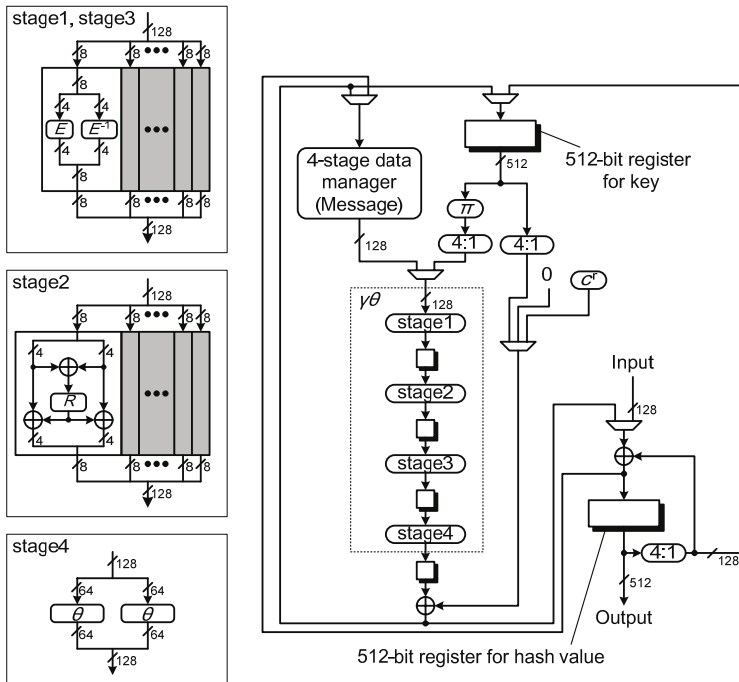 stage1, stage3
128
8 8 8 8
8
4 4
E E⁻¹
4 4
8
8 8 8 8
128
stage2
128
8 8 8 8
4 4
R
4 4
8 8 8 8
128
stage4
128
64 64
θ θ
64 64
128
4-stage data
manager
(Message)
128
512
512-bit register
for key
π
4:1 4:1
0 cʳ
γθ
128
stage1
stage2
stage3
stage4
Input
128
4:1
128
512
Output
512-bit register for hash value